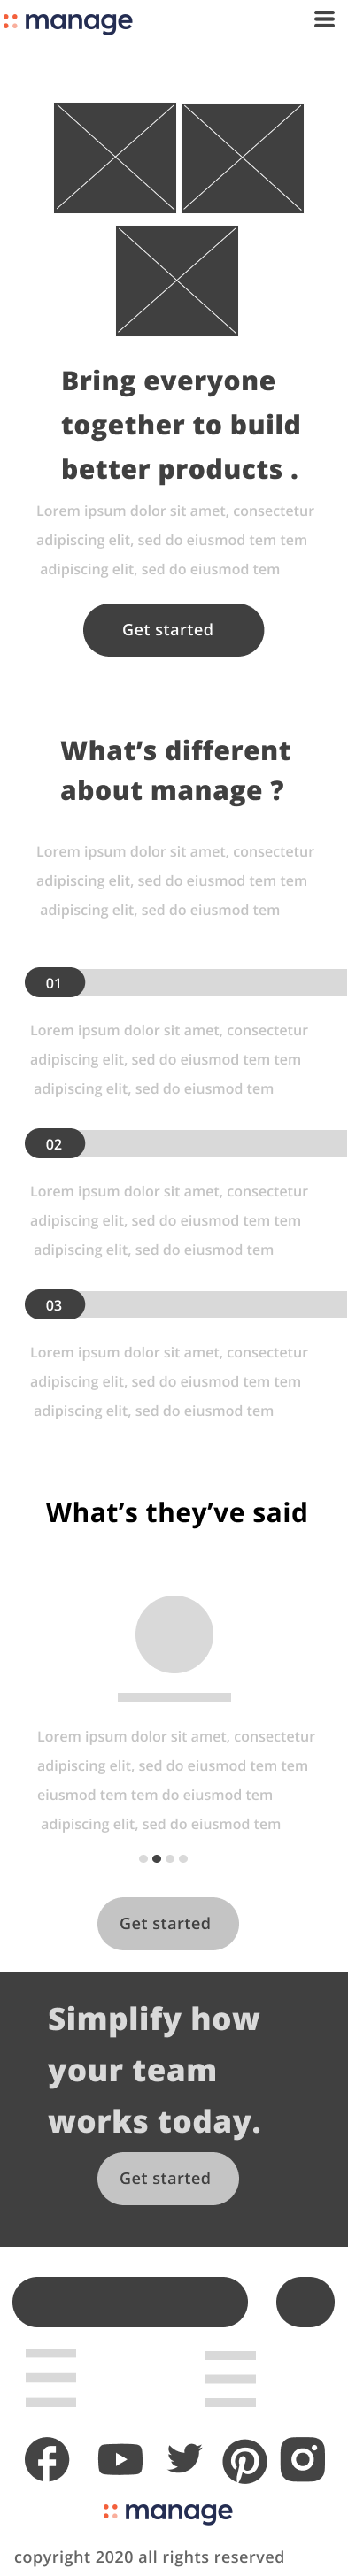 manage
Bring everyone
together to build
better products .
Lorem ipsum dolor sit amet, consectetur
adipiscing elit, sed do eiusmod tem tem
adipiscing elit, sed do eiusmod tem
Get started
What's different
about manage ?
Lorem ipsum dolor sit amet, consectetur
adipiscing elit, sed do eiusmod tem tem
adipiscing elit, sed do eiusmod tem
01
Lorem ipsum dolor sit amet, consectetur
adipiscing elit, sed do eiusmod tem tem
adipiscing elit, sed do eiusmod tem
02
Lorem ipsum dolor sit amet, consectetur
adipiscing elit, sed do eiusmod tem tem
adipiscing elit, sed do eiusmod tem
03
Lorem ipsum dolor sit amet, consectetur
adipiscing elit, sed do eiusmod tem tem
adipiscing elit, sed do eiusmod tem
What's they've said
Lorem ipsum dolor sit amet, consectetur
adipiscing elit, sed do eiusmod tem tem
eiusmod tem tem do eiusmod tem
adipiscing elit, sed do eiusmod tem
Get started
Simplify how
your team
works today.
Get started
manage
copyright 2020 all rights reserved